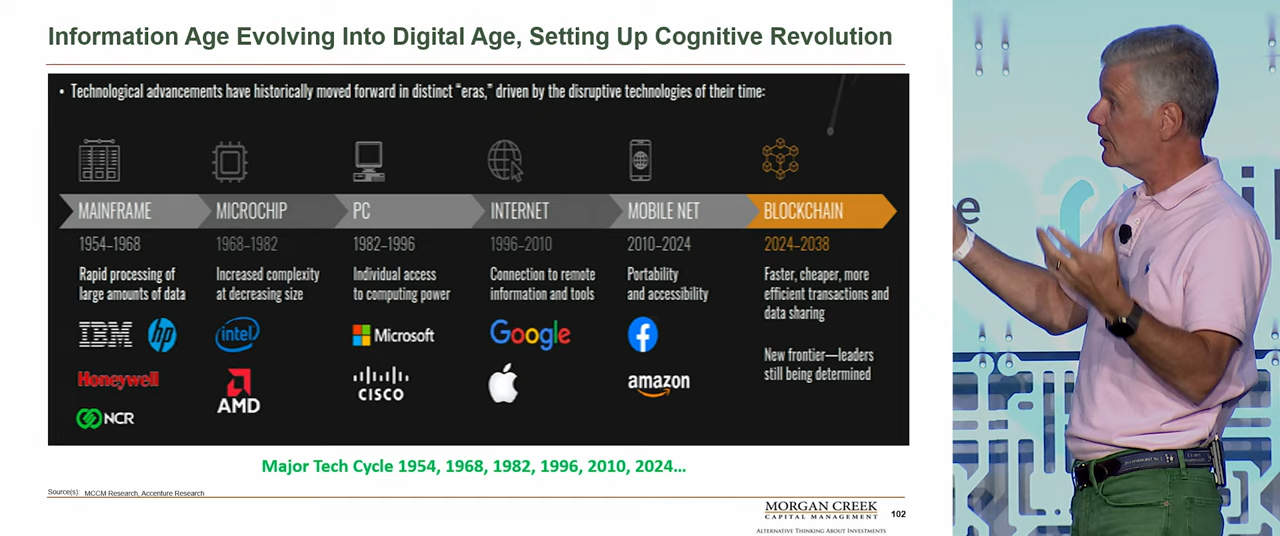 Information Age Evolving Into Digital Age, Setting Up Cognitive Revolution
• Technological advancements have historically moved forward in distinct “eras,” driven by the disruptive technologies of their time:
MAINFRAME
1954–1968
Rapid processing of
large amounts of data
IBM
hp
Honeywell
NCR
MICROCHIP
1968–1982
Increased complexity
at decreasing size
intel
AMD
PC
1982–1996
Individual access
to computing power
Microsoft
CISCO
INTERNET
1996–2010
Connection to remote
information and tools
Google
MOBILE NET
2010–2024
Portability
and accessibility
f
amazon
BLOCKCHAIN
2024–2038
Faster, cheaper, more
efficient transactions and
data sharing
New frontier—leaders
still being determined
Major Tech Cycle 1954, 1968, 1982, 1996, 2010, 2024…
Source(s): MCCM Research, Accenture Research
MORGAN CREEK
CAPITAL MANAGEMENT
ALTERNATIVE THINKING ABOUT INVESTMENTS
102
e